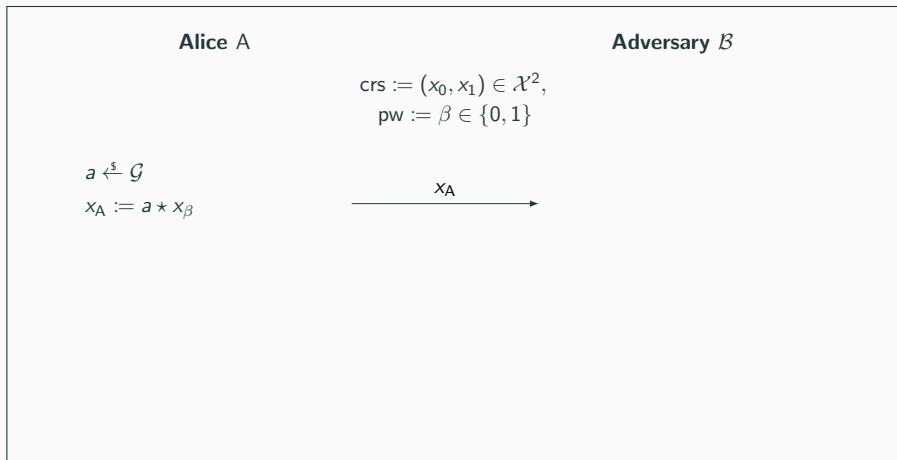 Alice A
Adversary 𝓑
crs := (x₀, x₁) ∈ 𝒳²,
pw := β ∈ {0, 1}
a ←$ 𝒢
x_A
x_A := a ⋆ x_β